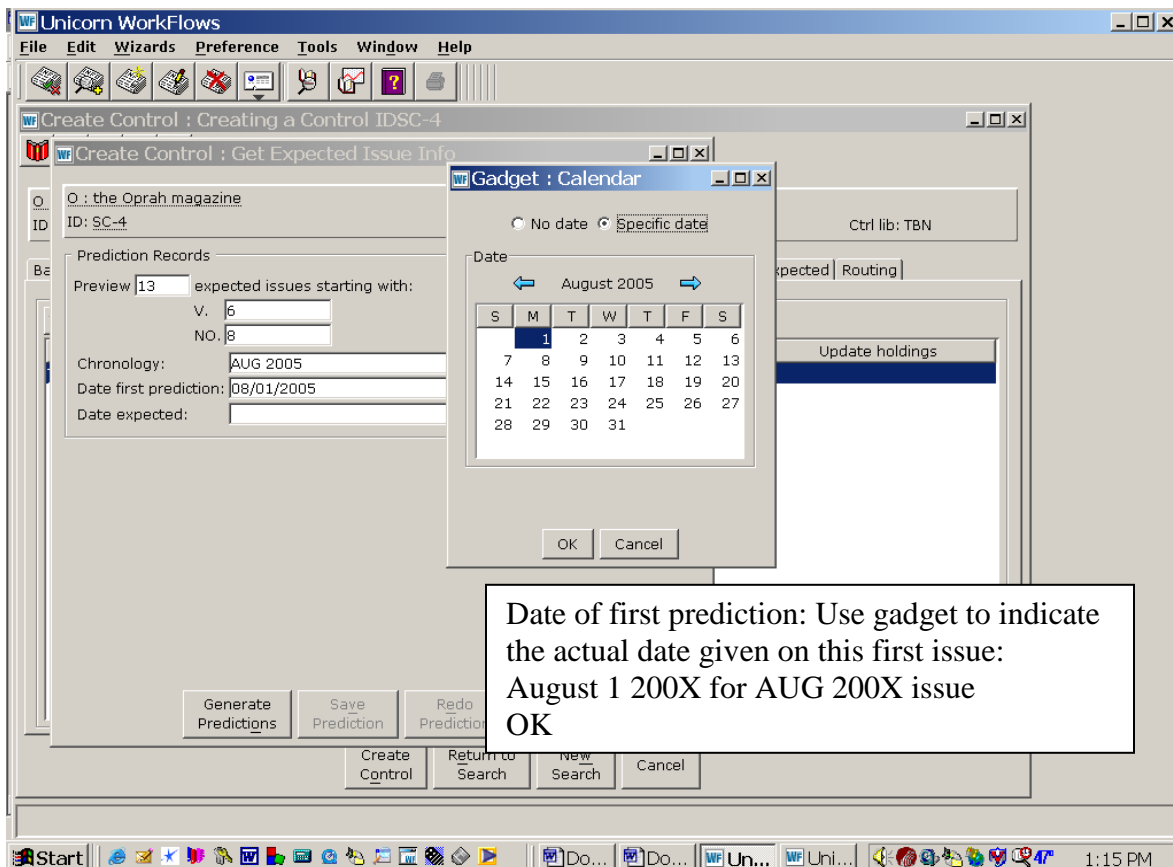 Unicorn WorkFlows
File Edit Wizards Preference Tools Window Help
Create Control : Creating a Control IDSC-4
Create Control : Get Expected Issue Info
Gadget : Calendar
O : the Oprah magazine
ID: SC-4
O
ID
Ctrl lib: TBN
No date Specific date
Ba
xpected Routing
Prediction Records
Preview 13 expected issues starting with:
V. 6
NO. 8
Chronology: AUG 2005
Date first prediction: 08/01/2005
Date expected:
Date
August 2005
S M T W T F S
1 2 3 4 5 6
7 8 9 10 11 12 13
14 15 16 17 18 19 20
21 22 23 24 25 26 27
28 29 30 31
OK Cancel
Update holdings
Date of first prediction: Use gadget to indicate
the actual date given on this first issue:
August 1 200X for AUG 200X issue
OK
Generate Predictions
Save Prediction
Redo Prediction
Create Control
Return to Search
New Search
Cancel
Start Do... Do... Un... Uni... 47° 1:15 PM